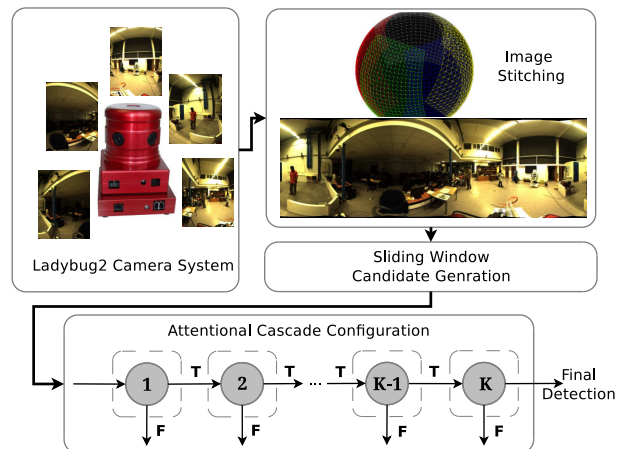 Ladybug2 Camera System
Image
Stitching
Sliding Window
Candidate Genration
Attentional Cascade Configuration
1
T
2
T
...
T
K-1
T
K
Final
Detection
F
F
F
F